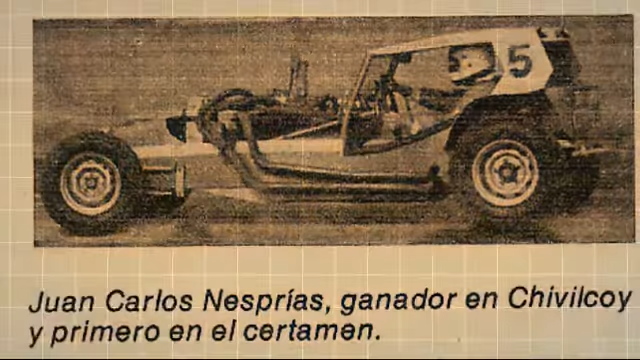 5
Juan Carlos Nesprías, ganador en Chivilcoy
y primero en el certamen.